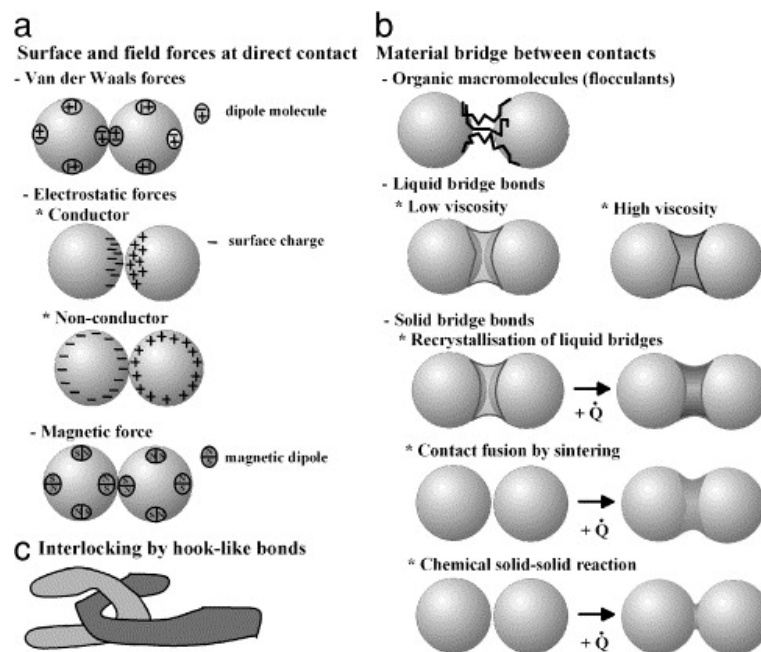 a
Surface and field forces at direct contact
- Van der Waals forces
dipole molecule
- Electrostatic forces
* Conductor
surface charge
* Non-conductor
- Magnetic force
magnetic dipole
c Interlocking by hook-like bonds
b
Material bridge between contacts
- Organic macromolecules (flocculants)
- Liquid bridge bonds
* Low viscosity
* High viscosity
- Solid bridge bonds
* Recrystallisation of liquid bridges
+ Q̇
* Contact fusion by sintering
+ Q̇
* Chemical solid-solid reaction
+ Q̇